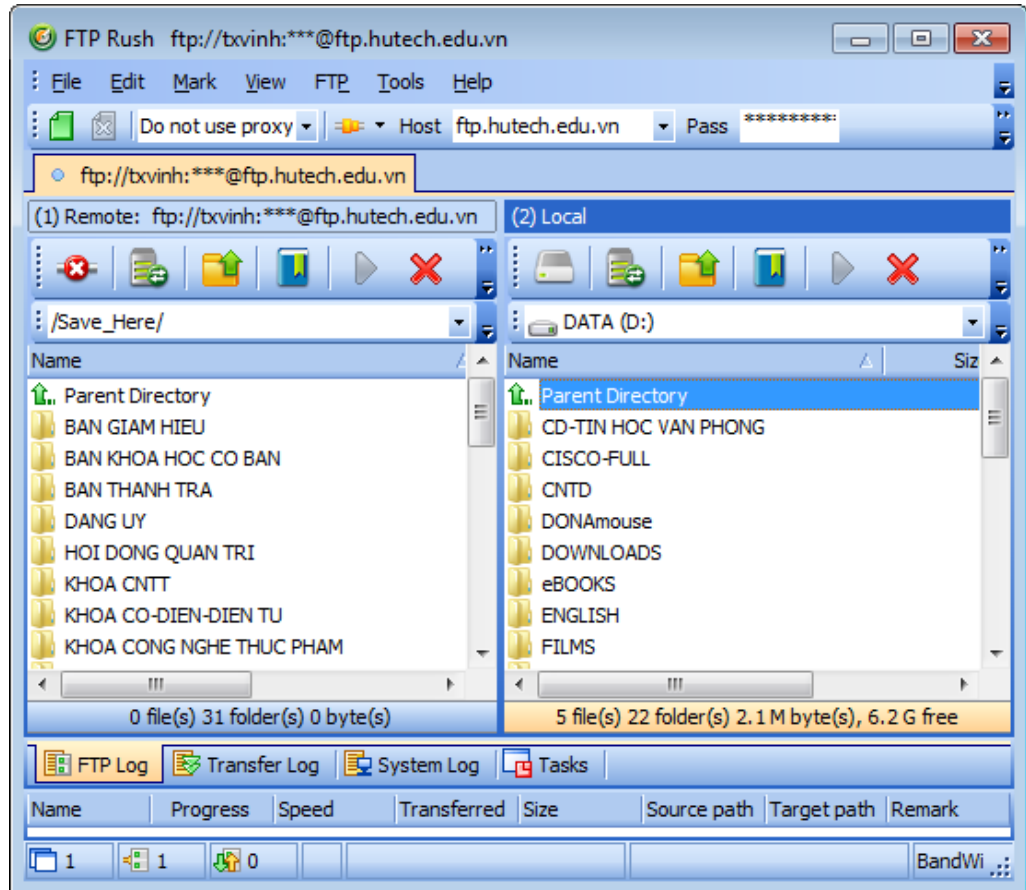 FTP Rush ftp://txvinh:***@ftp.hutech.edu.vn
File Edit Mark View FTP Tools Help
Do not use proxy Host ftp.hutech.edu.vn Pass *********
ftp://txvinh:***@ftp.hutech.edu.vn
(1) Remote: ftp://txvinh:***@ftp.hutech.edu.vn
/Save_Here/
Name
Parent Directory
BAN GIAM HIEU
BAN KHOA HOC CO BAN
BAN THANH TRA
DANG UY
HOI DONG QUAN TRI
KHOA CNTT
KHOA CO-DIEN-DIEN TU
KHOA CONG NGHE THUC PHAM
0 file(s) 31 folder(s) 0 byte(s)
(2) Local
DATA (D:)
Name Siz
Parent Directory
CD-TIN HOC VAN PHONG
CISCO-FULL
CNTD
DONAmouse
DOWNLOADS
eBOOKS
ENGLISH
FILMS
5 file(s) 22 folder(s) 2.1 M byte(s), 6.2 G free
FTP Log Transfer Log System Log Tasks
Name Progress Speed Transferred Size Source path Target path Remark
1 1 0 BandWi